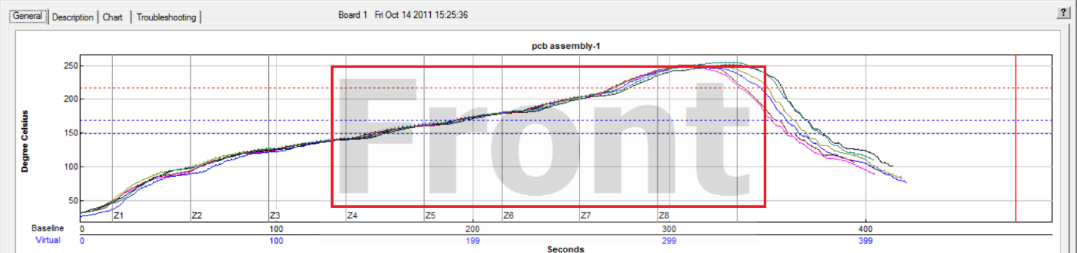 General Description Chart Troubleshooting Board 1 Fri Oct 14 2011 15:25:36 ?
pcb assembly-1
Front
Degree Celsius
250
200
150
100
50
Z1 Z2 Z3 Z4 Z5 Z6 Z7 Z8
Baseline 0 100 200 300 400
Virtual 0 100 199 299 399
Seconds